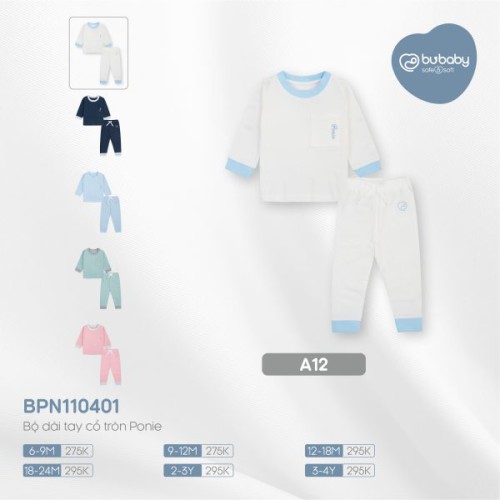 bubaby
safe & soft
A12
BPN110401
Bộ dài tay cổ tròn Ponie
6-9M 275K
9-12M 275K
12-18M 295K
18-24M 295K
2-3Y 295K
3-4Y 295K